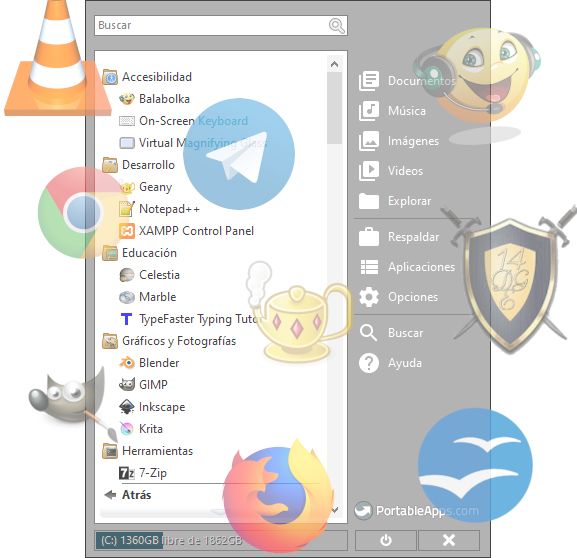 Buscar
Accesibilidad
Balabolka
On-Screen Keyboard
Virtual Magnifying Glass
Desarrollo
Geany
Notepad++
XAMPP Control Panel
Educación
Celestia
Marble
TypeFaster Typing Tuto
Gráficos y Fotografías
Blender
GIMP
Inkscape
Krita
Herramientas
7z 7-Zip
Atrás
(C:) 1360GB libre de 1862GB
Documentos
Música
Imágenes
Videos
Explorar
Respaldar
Aplicaciones
Opciones
Buscar
Ayuda
PortableApps.com